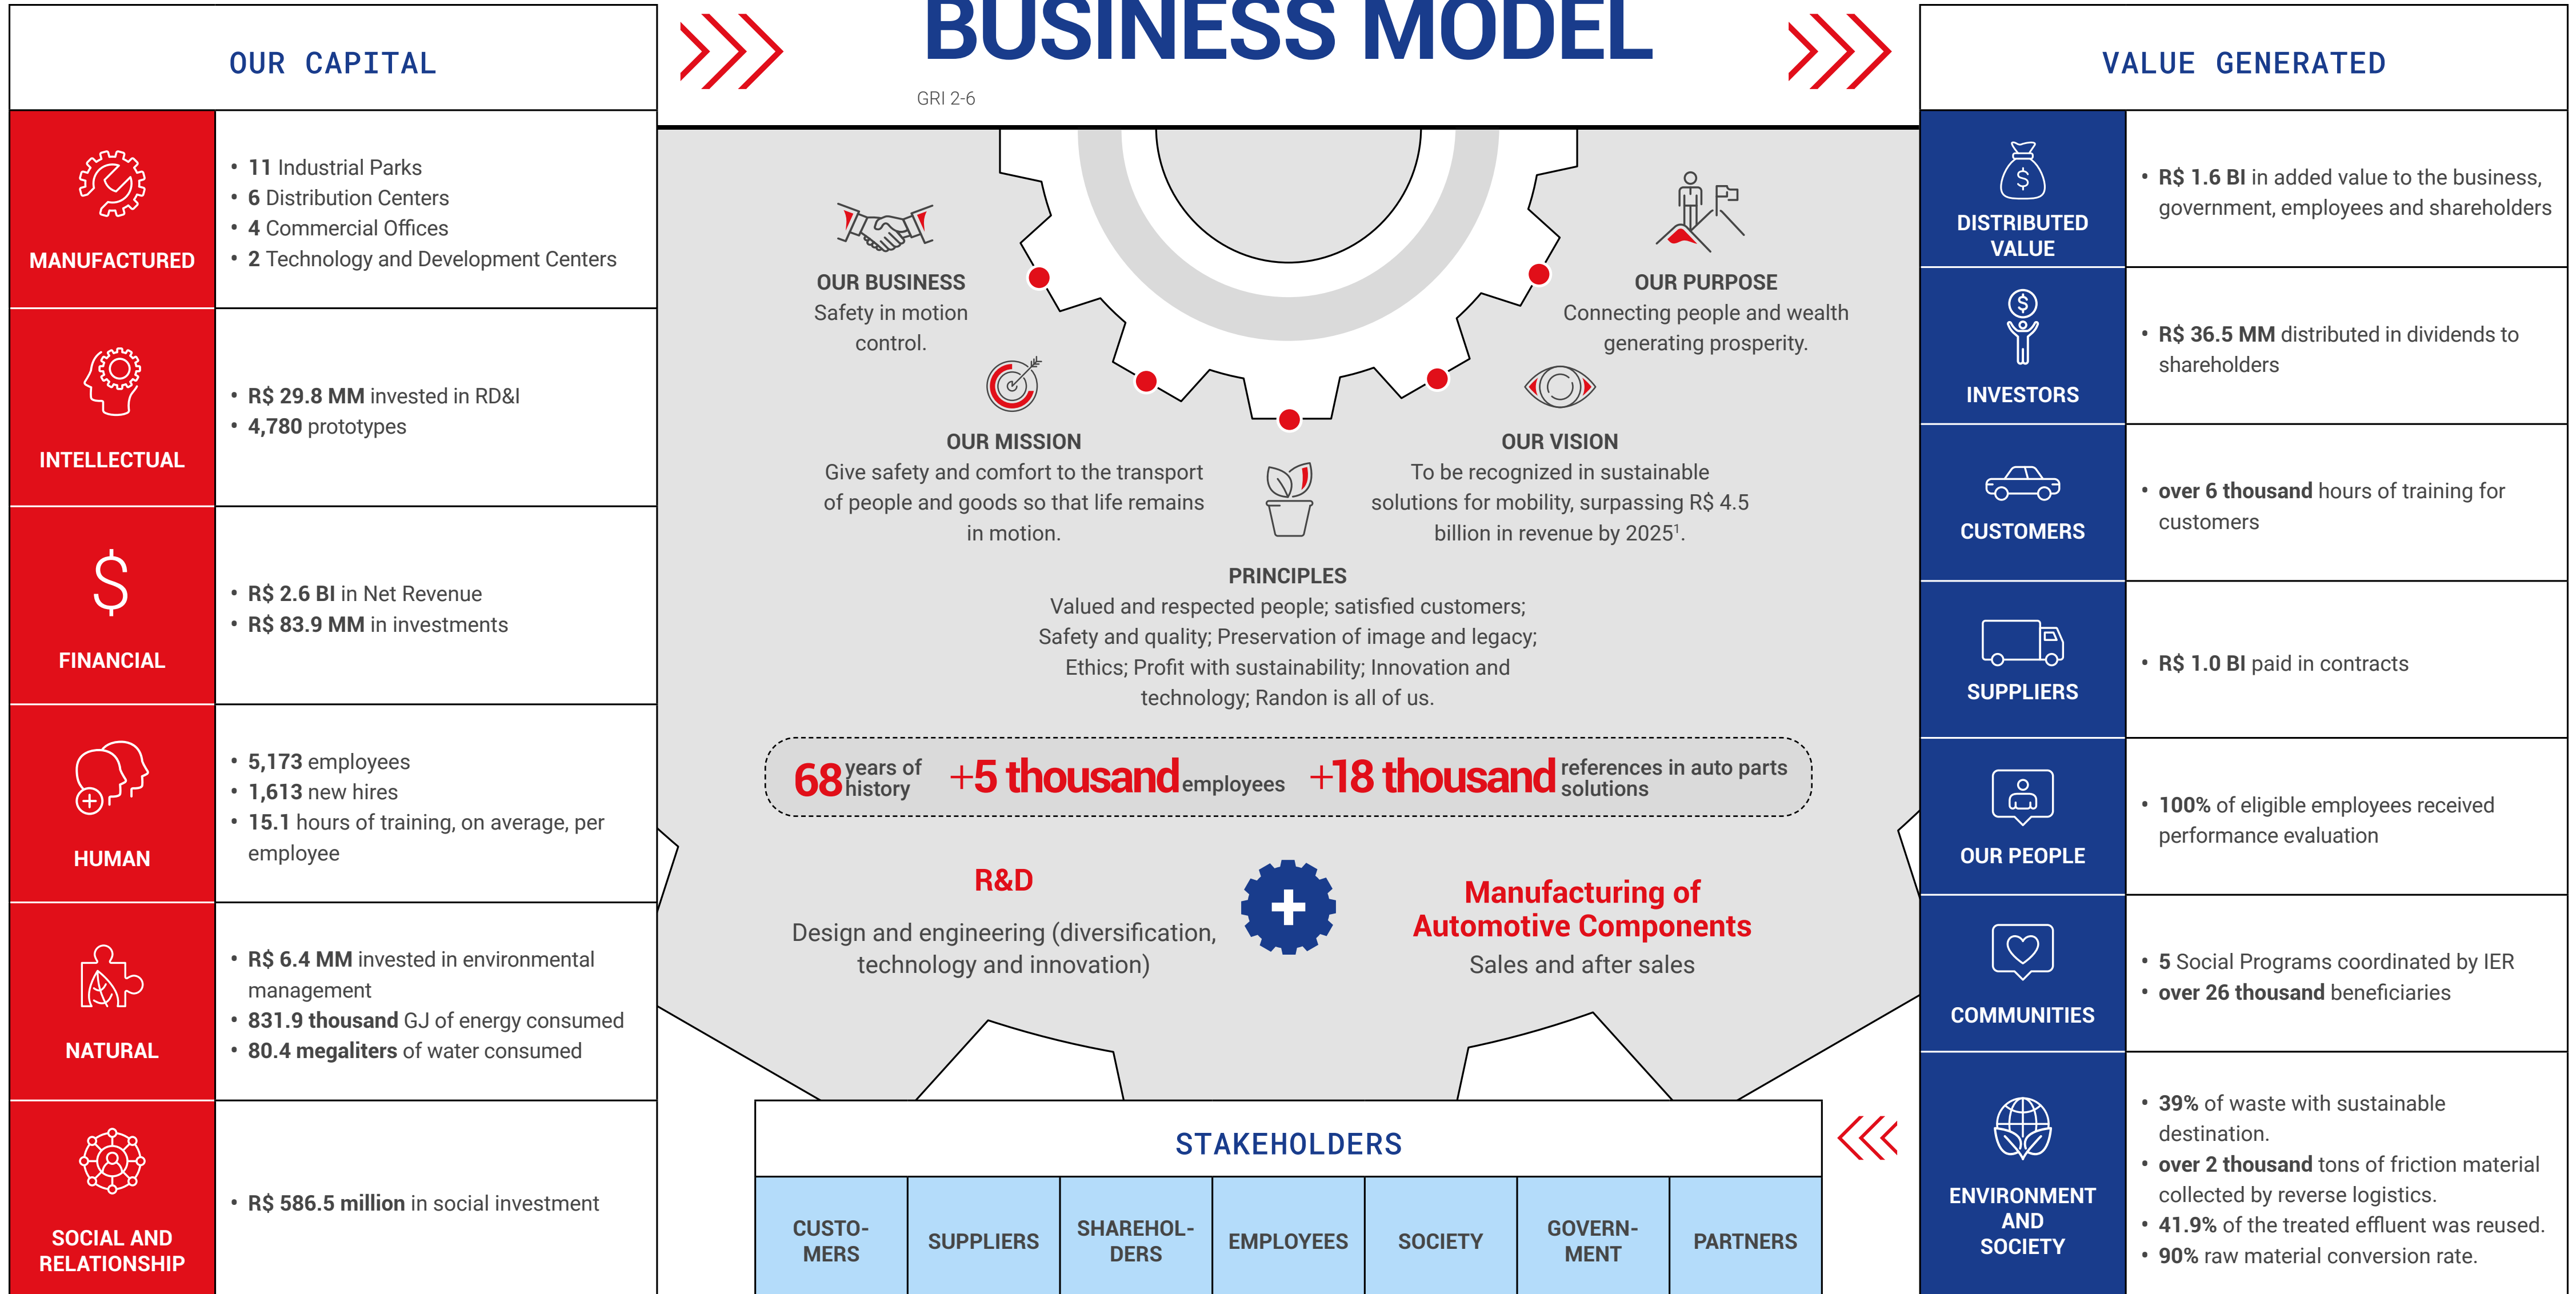 OUR CAPITAL
MANUFACTURED
• 11 Industrial Parks
• 6 Distribution Centers
• 4 Commercial Offices
• 2 Technology and Development Centers
INTELLECTUAL
• R$ 29.8 MM invested in RD&I
• 4,780 prototypes
FINANCIAL
• R$ 2.6 BI in Net Revenue
• R$ 83.9 MM in investments
HUMAN
• 5,173 employees
• 1,613 new hires
• 15.1 hours of training, on average, per
employee
NATURAL
• R$ 6.4 MM invested in environmental
management
• 831.9 thousand GJ of energy consumed
• 80.4 megaliters of water consumed
SOCIAL AND
RELATIONSHIP
• R$ 586.5 million in social investment
BUSINESS MODEL
GRI 2-6
OUR BUSINESS
Safety in motion
control.
OUR PURPOSE
Connecting people and wealth
generating prosperity.
OUR MISSION
Give safety and comfort to the transport
of people and goods so that life remains
in motion.
OUR VISION
To be recognized in sustainable
solutions for mobility, surpassing R$ 4.5
billion in revenue by 2025¹.
PRINCIPLES
Valued and respected people; satisfied customers;
Safety and quality; Preservation of image and legacy;
Ethics; Profit with sustainability; Innovation and
technology; Randon is all of us.
68 years of
history
+5 thousand employees
+18 thousand references in auto parts
solutions
R&D
Design and engineering (diversification,
technology and innovation)
Manufacturing of
Automotive Components
Sales and after sales
STAKEHOLDERS
CUSTO-
MERS
SUPPLIERS
SHAREHOL-
DERS
EMPLOYEES
SOCIETY
GOVERN-
MENT
PARTNERS
VALUE GENERATED
DISTRIBUTED
VALUE
• R$ 1.6 BI in added value to the business,
government, employees and shareholders
INVESTORS
• R$ 36.5 MM distributed in dividends to
shareholders
CUSTOMERS
• over 6 thousand hours of training for
customers
SUPPLIERS
• R$ 1.0 BI paid in contracts
OUR PEOPLE
• 100% of eligible employees received
performance evaluation
COMMUNITIES
• 5 Social Programs coordinated by IER
• over 26 thousand beneficiaries
ENVIRONMENT
AND
SOCIETY
• 39% of waste with sustainable
destination.
• over 2 thousand tons of friction material
collected by reverse logistics.
• 41.9% of the treated effluent was reused.
• 90% raw material conversion rate.